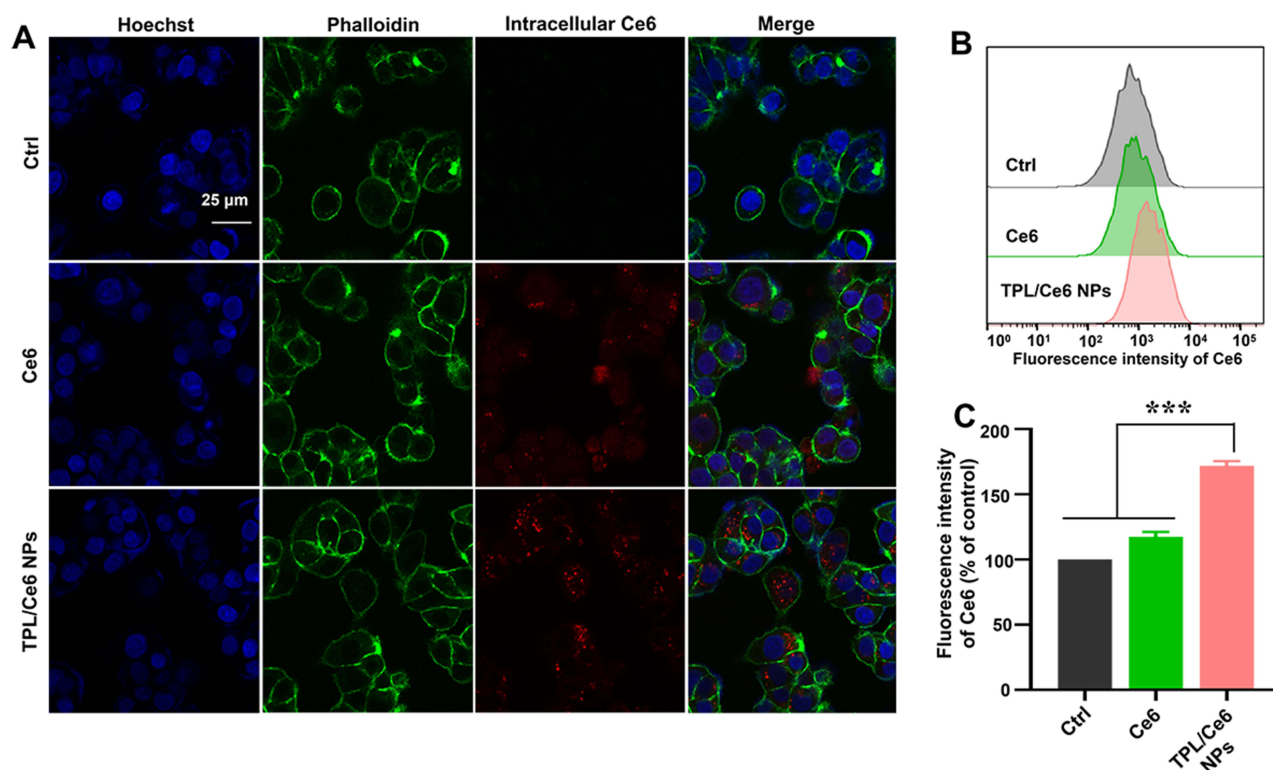 A
Hoechst
Phalloidin
Intracellular Ce6
Merge
Ctrl
25 μm
Ce6
TPL/Ce6 NPs
B
Ctrl
Ce6
TPL/Ce6 NPs
10⁰ 10¹ 10² 10³ 10⁴ 10⁵
Fluorescence intensity of Ce6
C
***
200
150
100
50
0
Fluorescence intensity
of Ce6 (% of control)
Ctrl
Ce6
TPL/Ce6
NPs